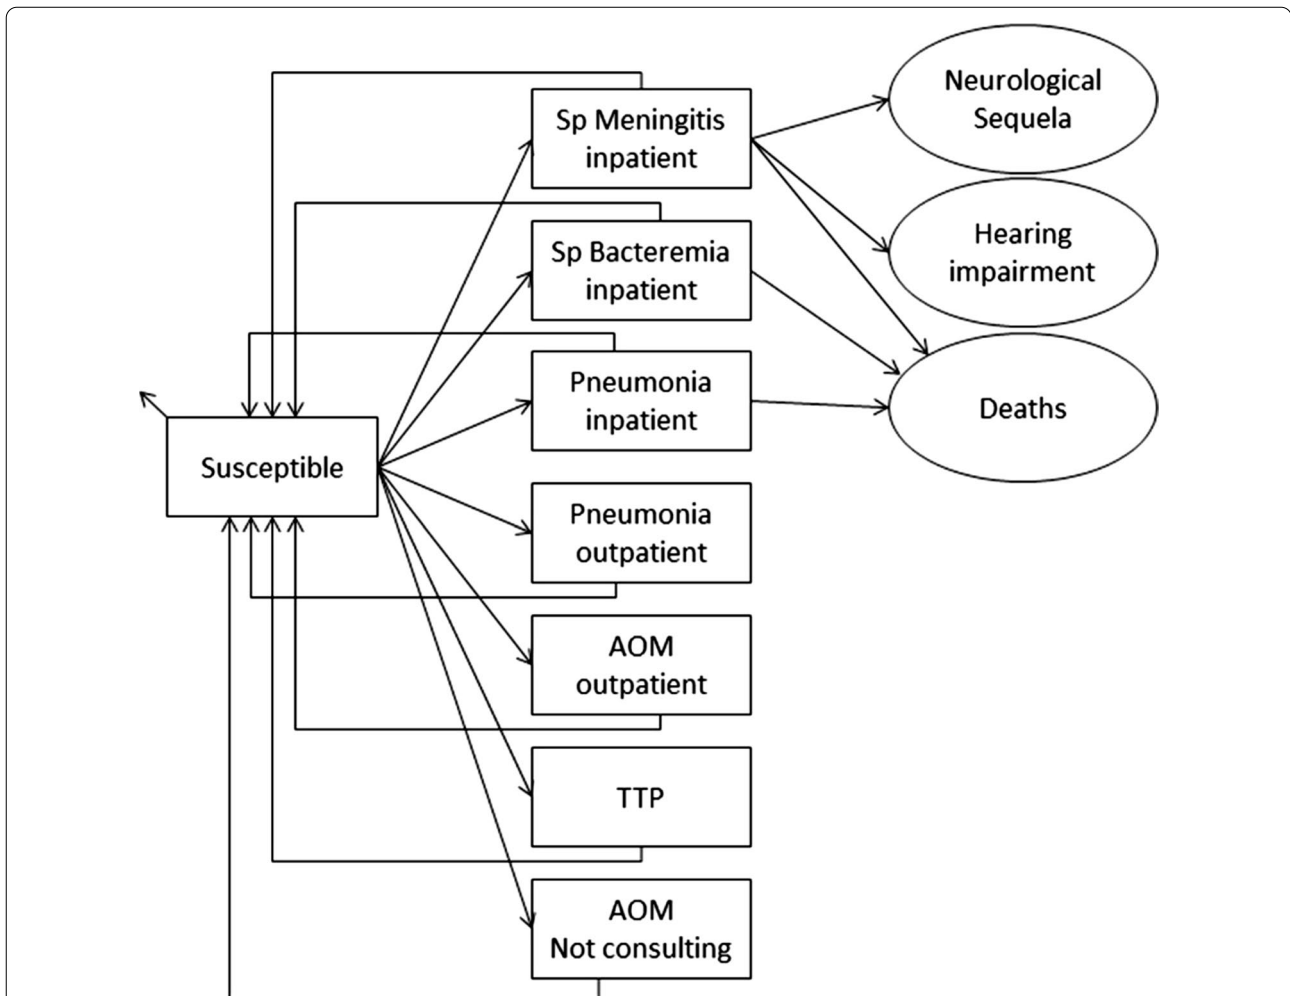 Neurological
Sequela
Sp Meningitis
inpatient
Hearing
impairment
Sp Bacteremia
inpatient
Deaths
Pneumonia
inpatient
Susceptible
Pneumonia
outpatient
AOM
outpatient
TTP
AOM
Not consulting